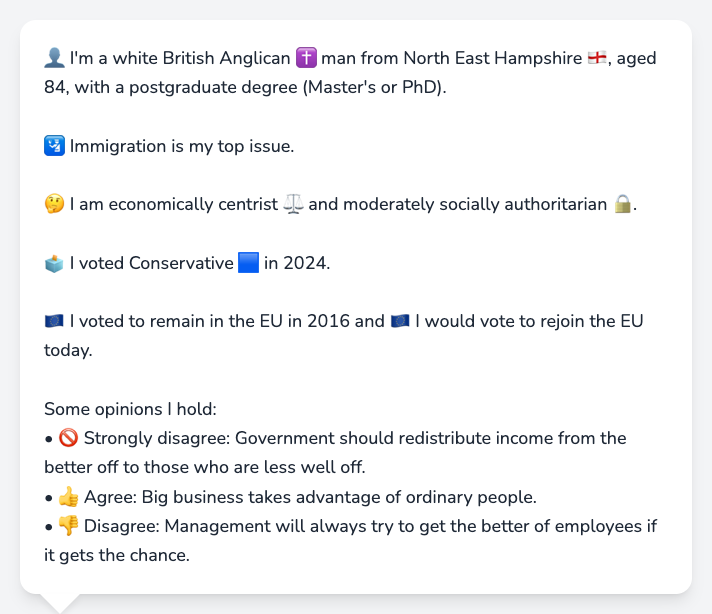 👤 I'm a white British Anglican ✝️ man from North East Hampshire 🏴󠁧󠁢󠁥󠁮󠁧󠁿, aged
84, with a postgraduate degree (Master's or PhD).
🛂 Immigration is my top issue.
🤔 I am economically centrist ⚖️ and moderately socially authoritarian 🔒.
🗳️ I voted Conservative 🟦 in 2024.
🇪🇺 I voted to remain in the EU in 2016 and 🇪🇺 I would vote to rejoin the EU
today.
Some opinions I hold:
• 🚫 Strongly disagree: Government should redistribute income from the
better off to those who are less well off.
• 👍 Agree: Big business takes advantage of ordinary people.
• 👎 Disagree: Management will always try to get the better of employees if
it gets the chance.